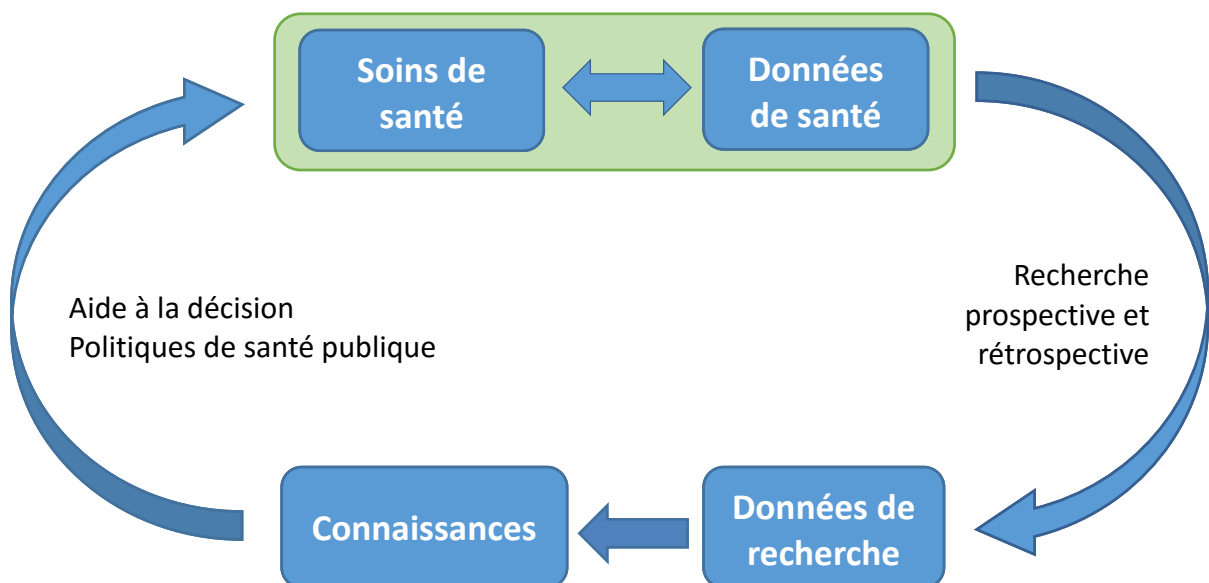 Soins de
santé
Données
de santé
Recherche
prospective et
rétrospective
Aide à la décision
Politiques de santé publique
Connaissances
Données de
recherche